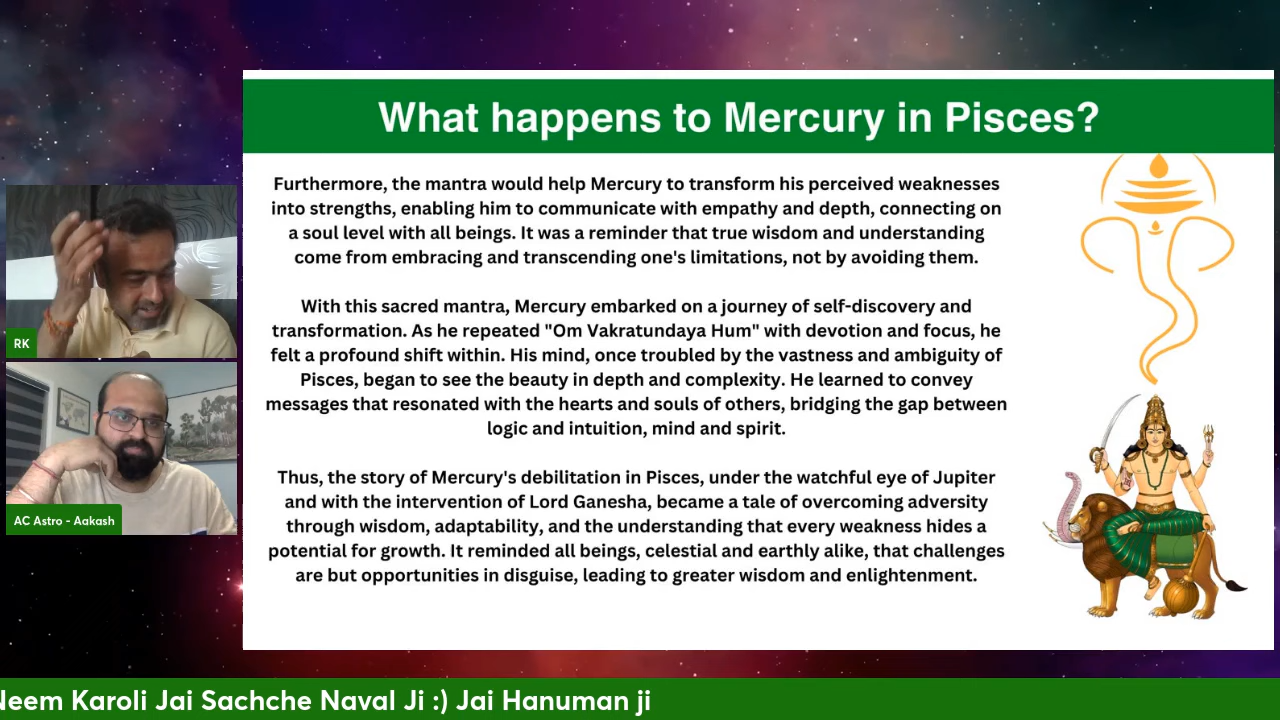 What happens to Mercury in Pisces?
Furthermore, the mantra would help Mercury to transform his perceived weaknesses
into strengths, enabling him to communicate with empathy and depth, connecting on
a soul level with all beings. It was a reminder that true wisdom and understanding
come from embracing and transcending one's limitations, not by avoiding them.
With this sacred mantra, Mercury embarked on a journey of self-discovery and
transformation. As he repeated "Om Vakratundaya Hum" with devotion and focus, he
felt a profound shift within. His mind, once troubled by the vastness and ambiguity of
Pisces, began to see the beauty in depth and complexity. He learned to convey
messages that resonated with the hearts and souls of others, bridging the gap between
logic and intuition, mind and spirit.
Thus, the story of Mercury's debilitation in Pisces, under the watchful eye of Jupiter
and with the intervention of Lord Ganesha, became a tale of overcoming adversity
through wisdom, adaptability, and the understanding that every weakness hides a
potential for growth. It reminded all beings, celestial and earthly alike, that challenges
are but opportunities in disguise, leading to greater wisdom and enlightenment.
RK
AC Astro - Aakash
Neem Karoli Jai Sachche Naval Ji :) Jai Hanuman ji